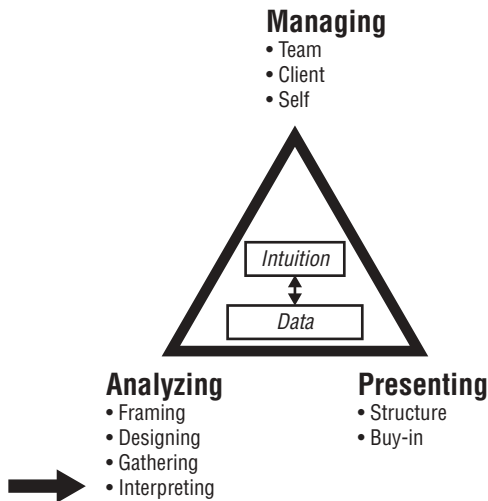 Managing
• Team
• Client
• Self
Intuition
Data
Analyzing
• Framing
• Designing
• Gathering
• Interpreting
Presenting
• Structure
• Buy-in